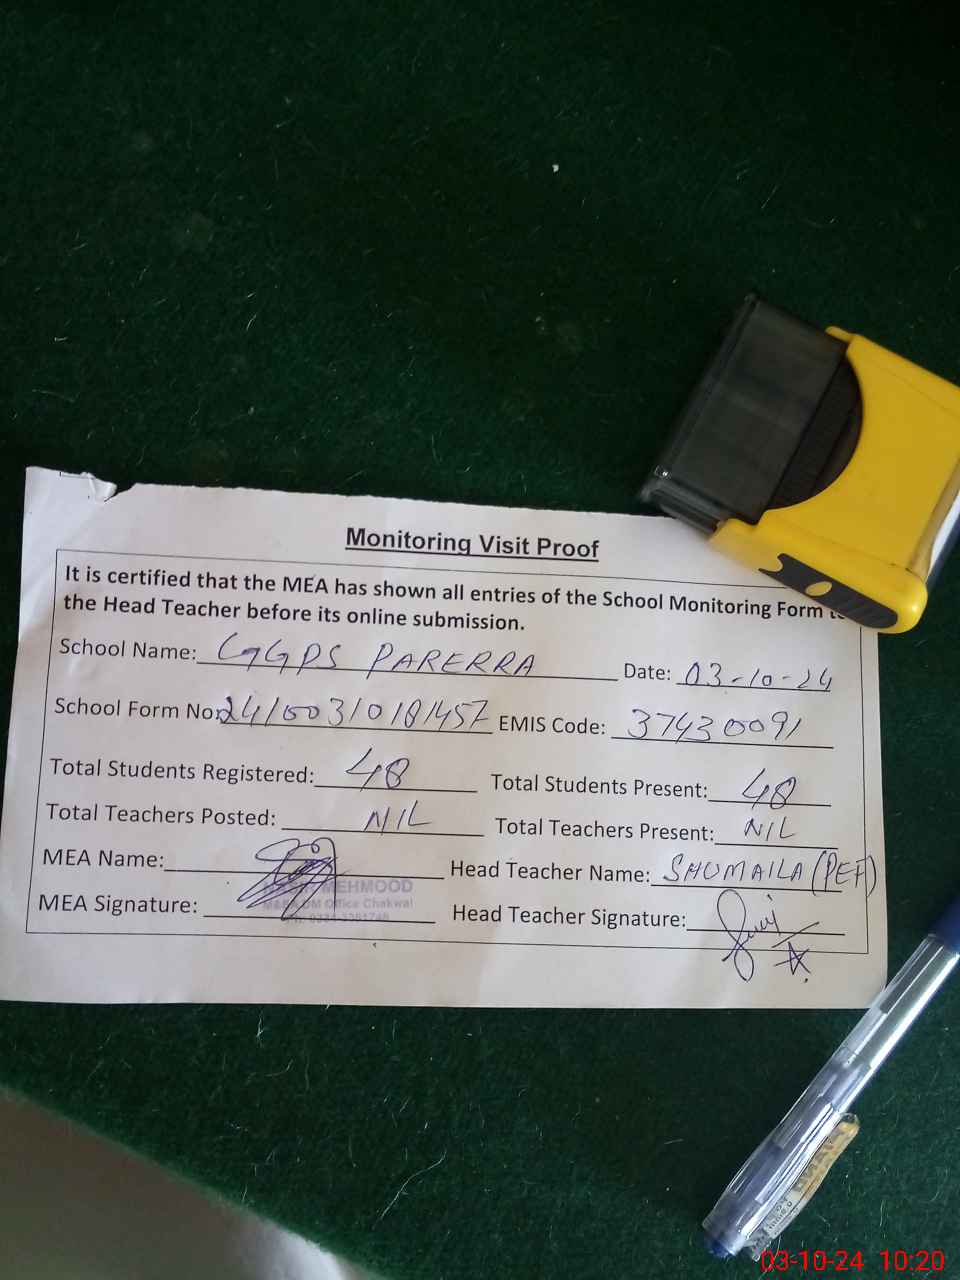 Monitoring Visit Proof
It is certified that the MEA has shown all entries of the School Monitoring Form to
the Head Teacher before its online submission.
School Name: GGPS PARERRA Date: 03-10-24
School Form No: 24100310181457 EMIS Code: 37430091
Total Students Registered: 48 Total Students Present: 48
Total Teachers Posted: NIL Total Teachers Present: NIL
MEA Name: Head Teacher Name: SHUMAILA (PEF)
MEHMOOD
MEA Signature: Office Chakwal Head Teacher Signature:
03-10-24 10:20